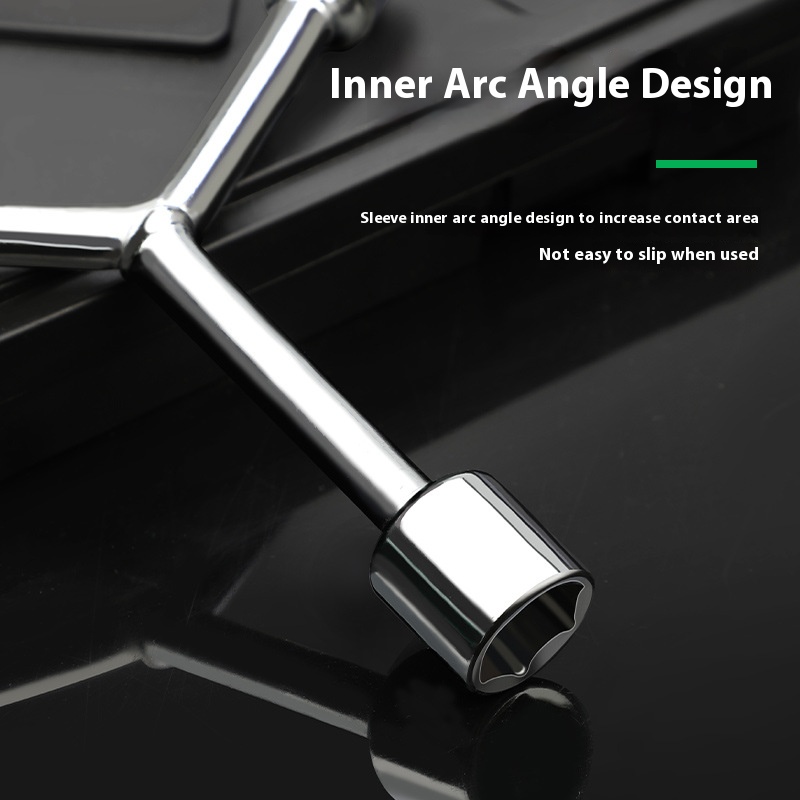 Inner Arc Angle Design
Sleeve inner arc angle design to increase contact area
Not easy to slip when used